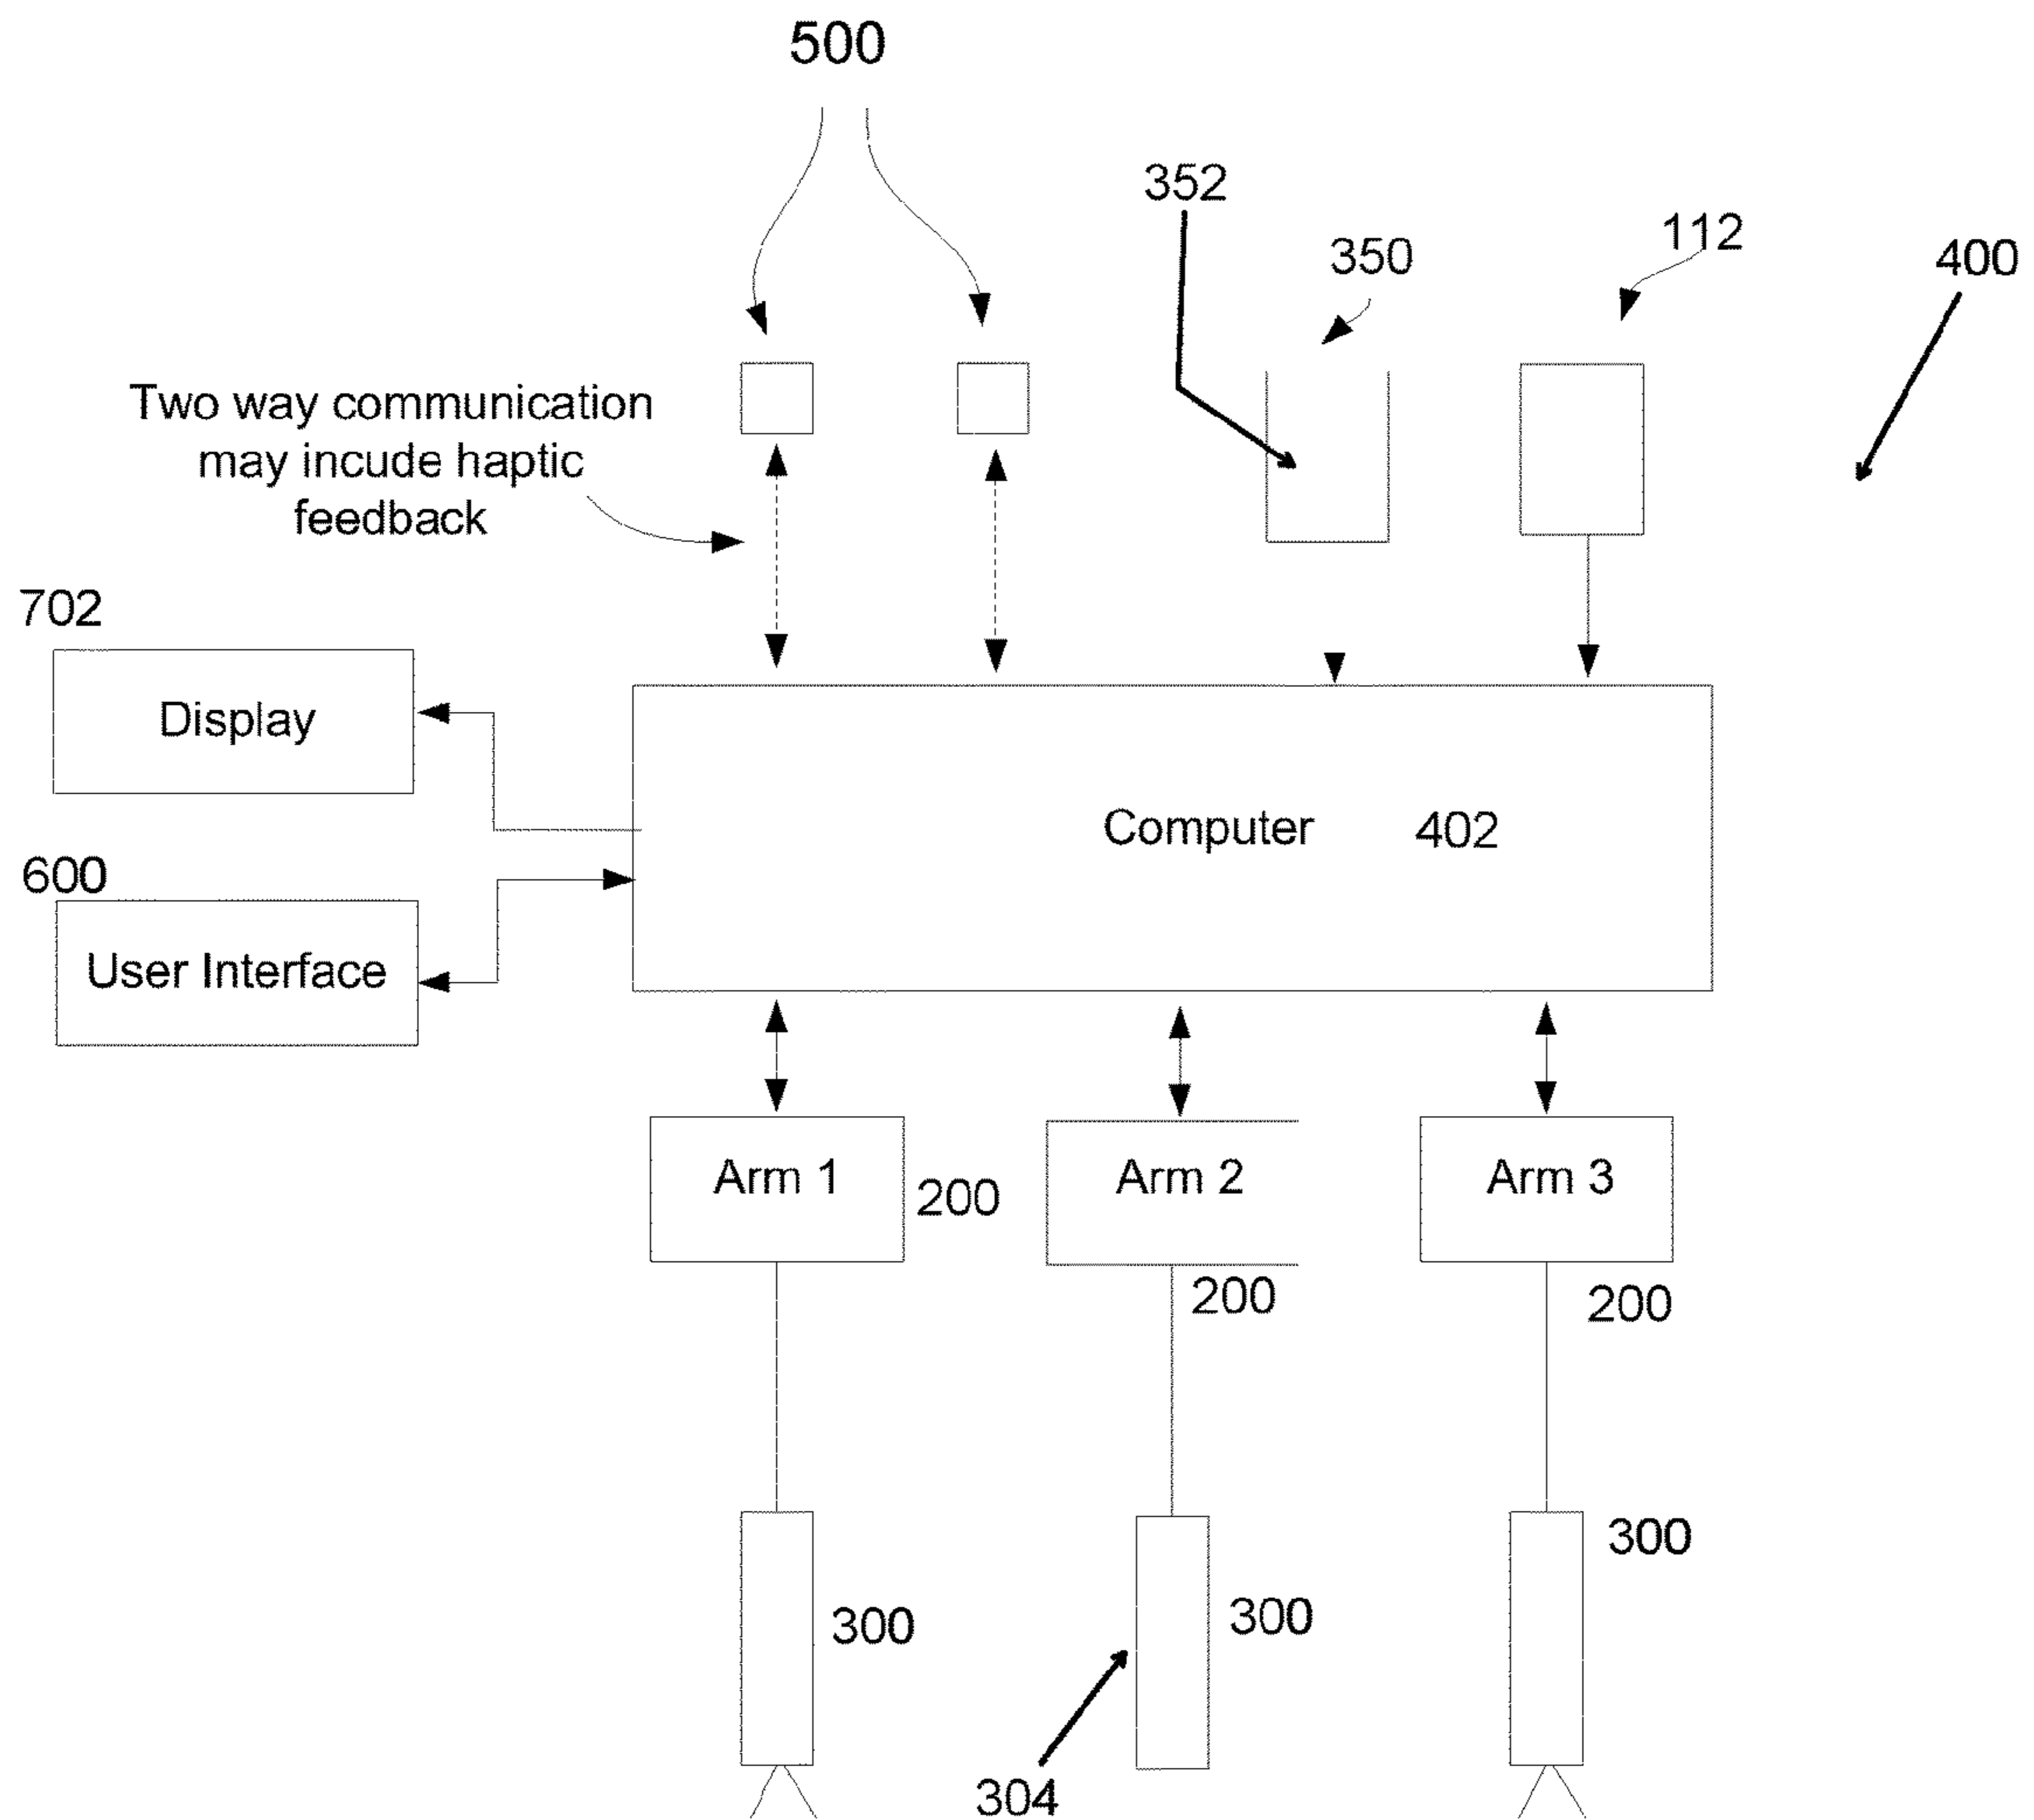 500
352
350
112
400
Two way communication
may incude haptic
feedback
702
Display
Computer 402
600
User Interface
Arm 1
200
Arm 2
200
Arm 3
200
300
300
300
304